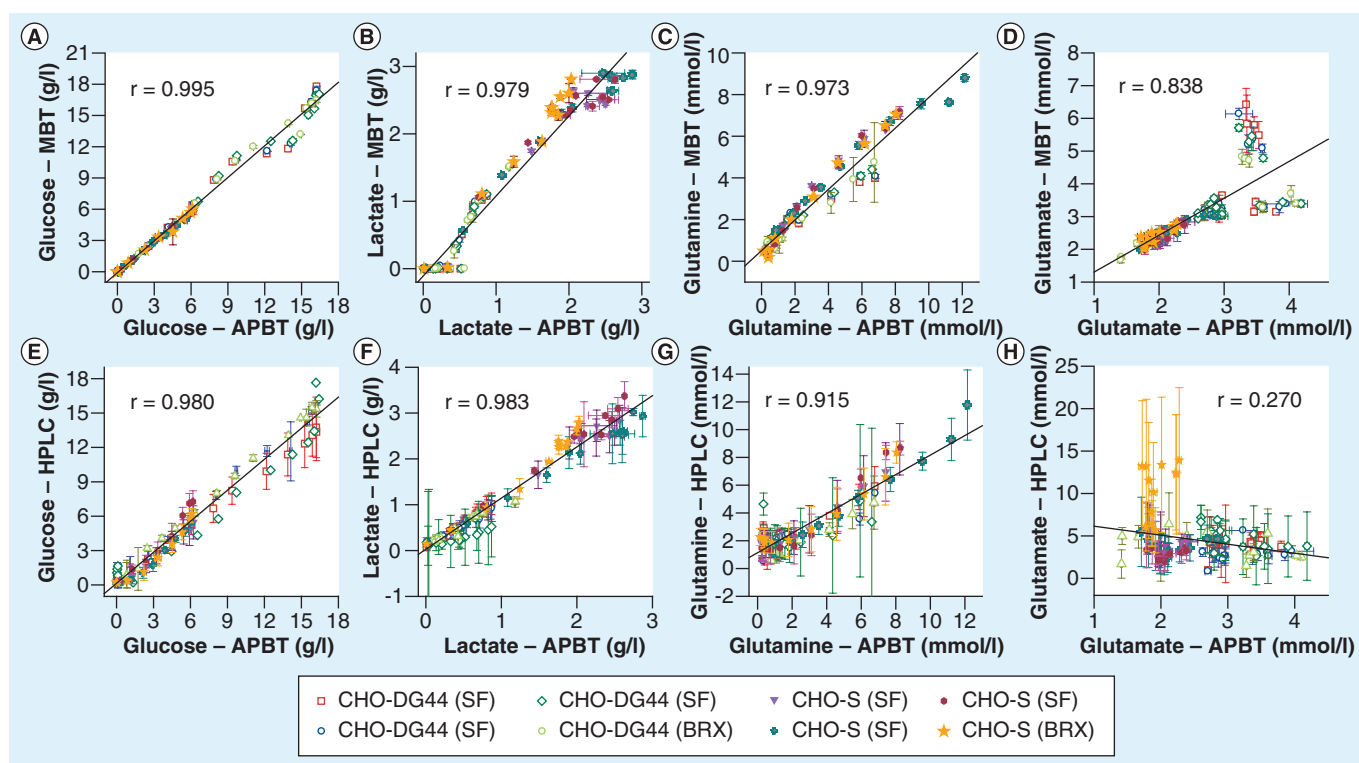 A
Glucose – MBT (g/l)
21
18
15
12
9
6
3
0
r = 0.995
0 3 6 9 12 15 18
Glucose – APBT (g/l)
B
Lactate – MBT (g/l)
3
2
1
0
r = 0.979
0 1 2 3
Lactate – APBT (g/l)
C
Glutamine – MBT (mmol/l)
10
8
6
4
2
0
r = 0.973
0 2 4 6 8 10 12
Glutamine – APBT (mmol/l)
D
Glutamate – MBT (mmol/l)
8
7
6
5
4
3
2
1
r = 0.838
1 2 3 4
Glutamate – APBT (mmol/l)
E
Glucose – HPLC (g/l)
18
15
12
9
6
3
0
r = 0.980
0 3 6 9 12 15 18
Glucose – APBT (g/l)
F
Lactate – HPLC (g/l)
4
3
2
1
0
-1
r = 0.983
0 1 2 3
Lactate – APBT (g/l)
G
Glutamine – HPLC (mmol/l)
14
12
10
8
6
4
2
0
-2
r = 0.915
0 2 4 6 8 10 12
Glutamine – APBT (mmol/l)
H
Glutamate – HPLC (mmol/l)
25
20
15
10
5
0
r = 0.270
1 2 3 4
Glutamate – APBT (mmol/l)
CHO-DG44 (SF) CHO-DG44 (SF) CHO-S (SF) CHO-S (SF)
CHO-DG44 (SF) CHO-DG44 (BRX) CHO-S (SF) CHO-S (BRX)